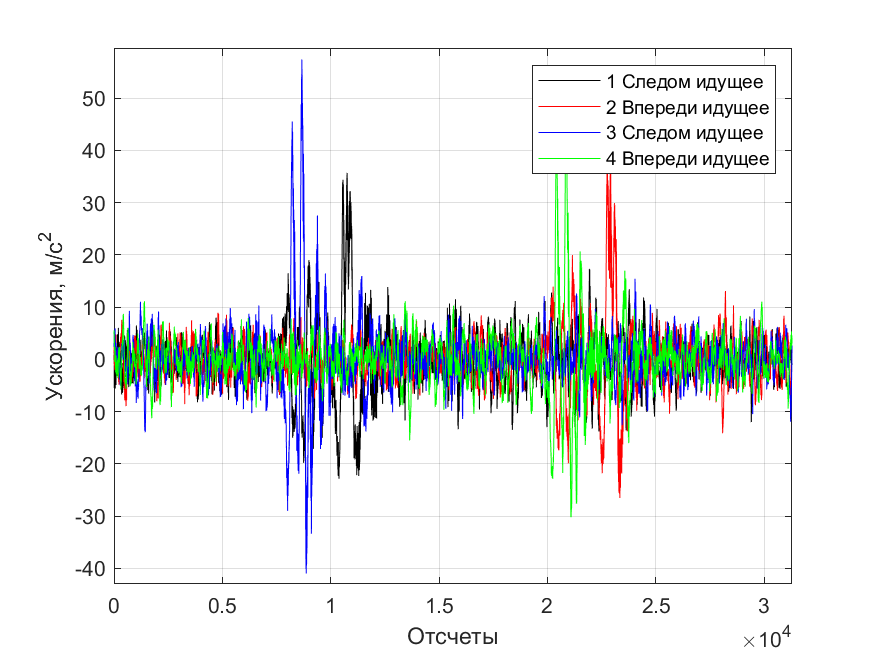 1 Следом идущее
2 Впереди идущее
3 Следом идущее
4 Впереди идущее
Ускорения, м/с²
50
40
30
20
10
0
-10
-20
-30
-40
0 0.5 1 1.5 2 2.5 3
Отсчеты
×10⁴